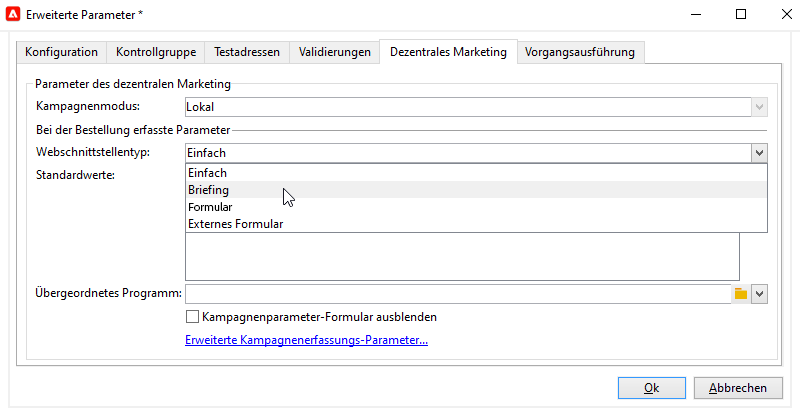 Erweiterte Parameter *
Konfiguration Kontrollgruppe Testadressen Validierungen Dezentrales Marketing Vorgangsausführung
Parameter des dezentralen Marketing
Kampagnenmodus: Lokal
Bei der Bestellung erfasste Parameter
Webschnittstellentyp: Einfach
Standardwerte: Einfach
Briefing
Formular
Externes Formular
Übergeordnetes Programm:
Kampagnenparameter-Formular ausblenden
Erweiterte Kampagnenerfassungs-Parameter...
Ok Abbrechen